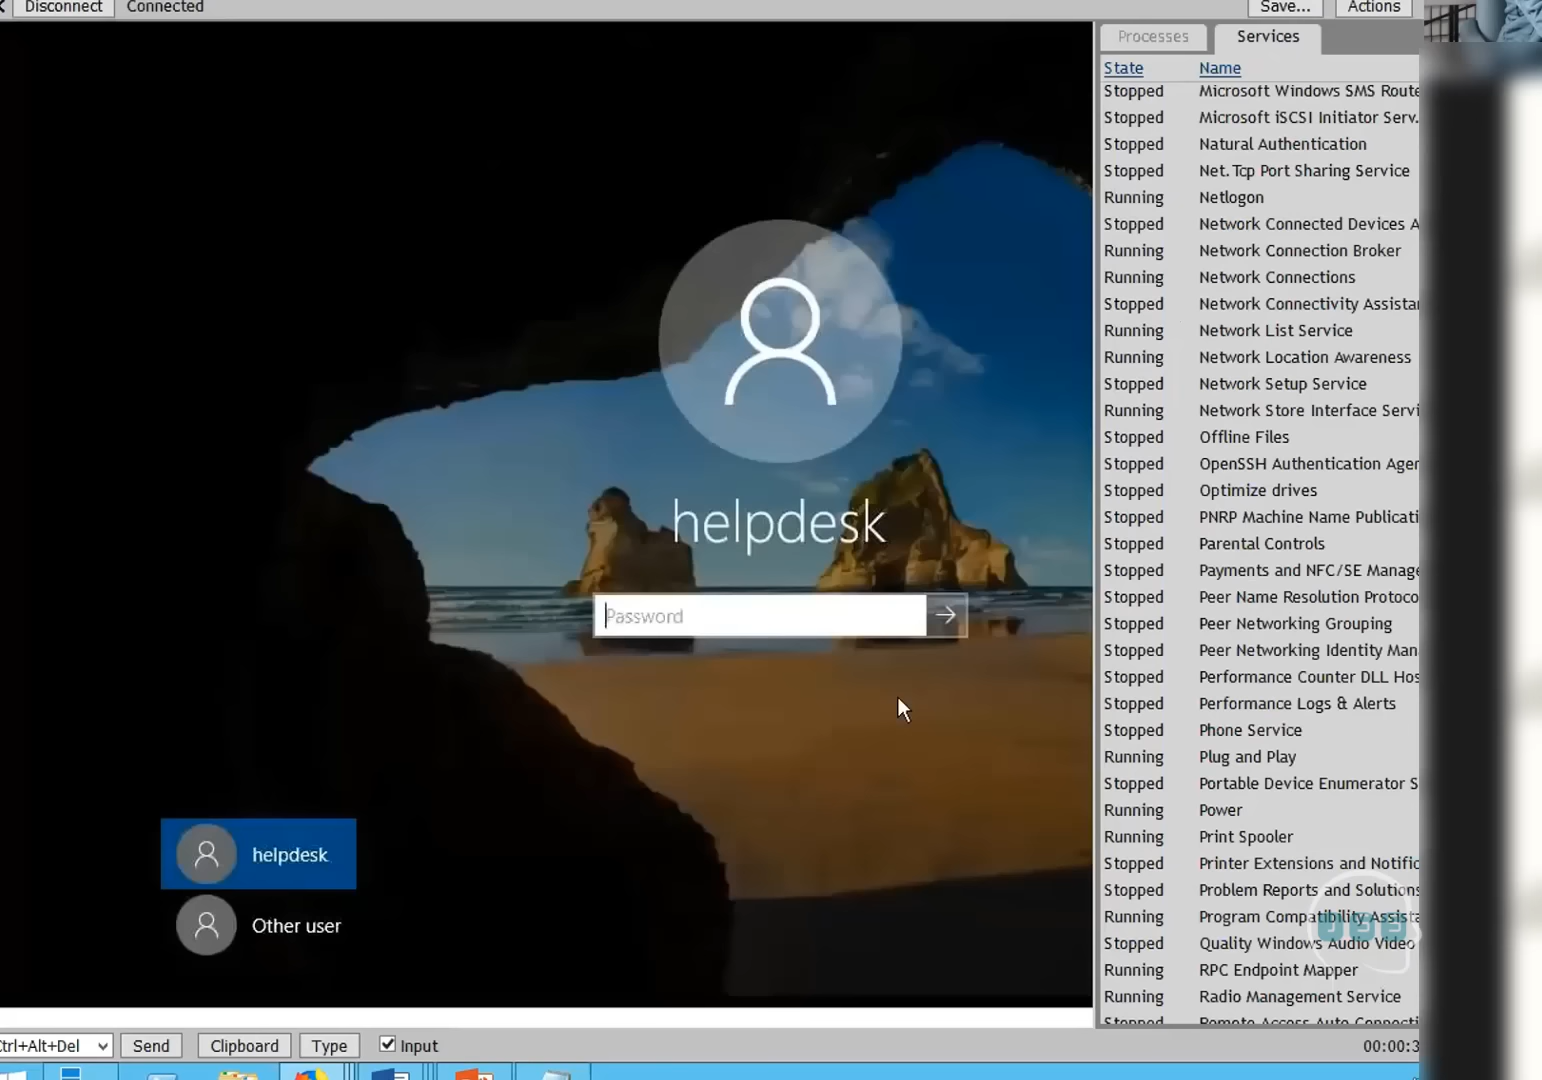 Disconnect Connected Save... Actions
Processes Services
State Name
Stopped Microsoft Windows SMS Route
Stopped Microsoft iSCSI Initiator Serv.
Stopped Natural Authentication
Stopped Net.Tcp Port Sharing Service
Running Netlogon
Stopped Network Connected Devices A
Running Network Connection Broker
Running Network Connections
Stopped Network Connectivity Assistan
Running Network List Service
Running Network Location Awareness
Stopped Network Setup Service
Running Network Store Interface Servi
Stopped Offline Files
Stopped OpenSSH Authentication Agen
Stopped Optimize drives
Stopped PNRP Machine Name Publicati
Stopped Parental Controls
Stopped Payments and NFC/SE Manage
Stopped Peer Name Resolution Protoco
Stopped Peer Networking Grouping
Stopped Peer Networking Identity Man
Stopped Performance Counter DLL Hos
Stopped Performance Logs & Alerts
Stopped Phone Service
Running Plug and Play
Stopped Portable Device Enumerator S
Running Power
Running Print Spooler
Stopped Printer Extensions and Notific
Stopped Problem Reports and Solutions
Running Program Compatibility Assista
Stopped Quality Windows Audio Video
Running RPC Endpoint Mapper
Running Radio Management Service
Stopped Remote Access Auto Connecti
helpdesk
Password
helpdesk
Other user
Ctrl+Alt+Del Send Clipboard Type Input 00:00:3